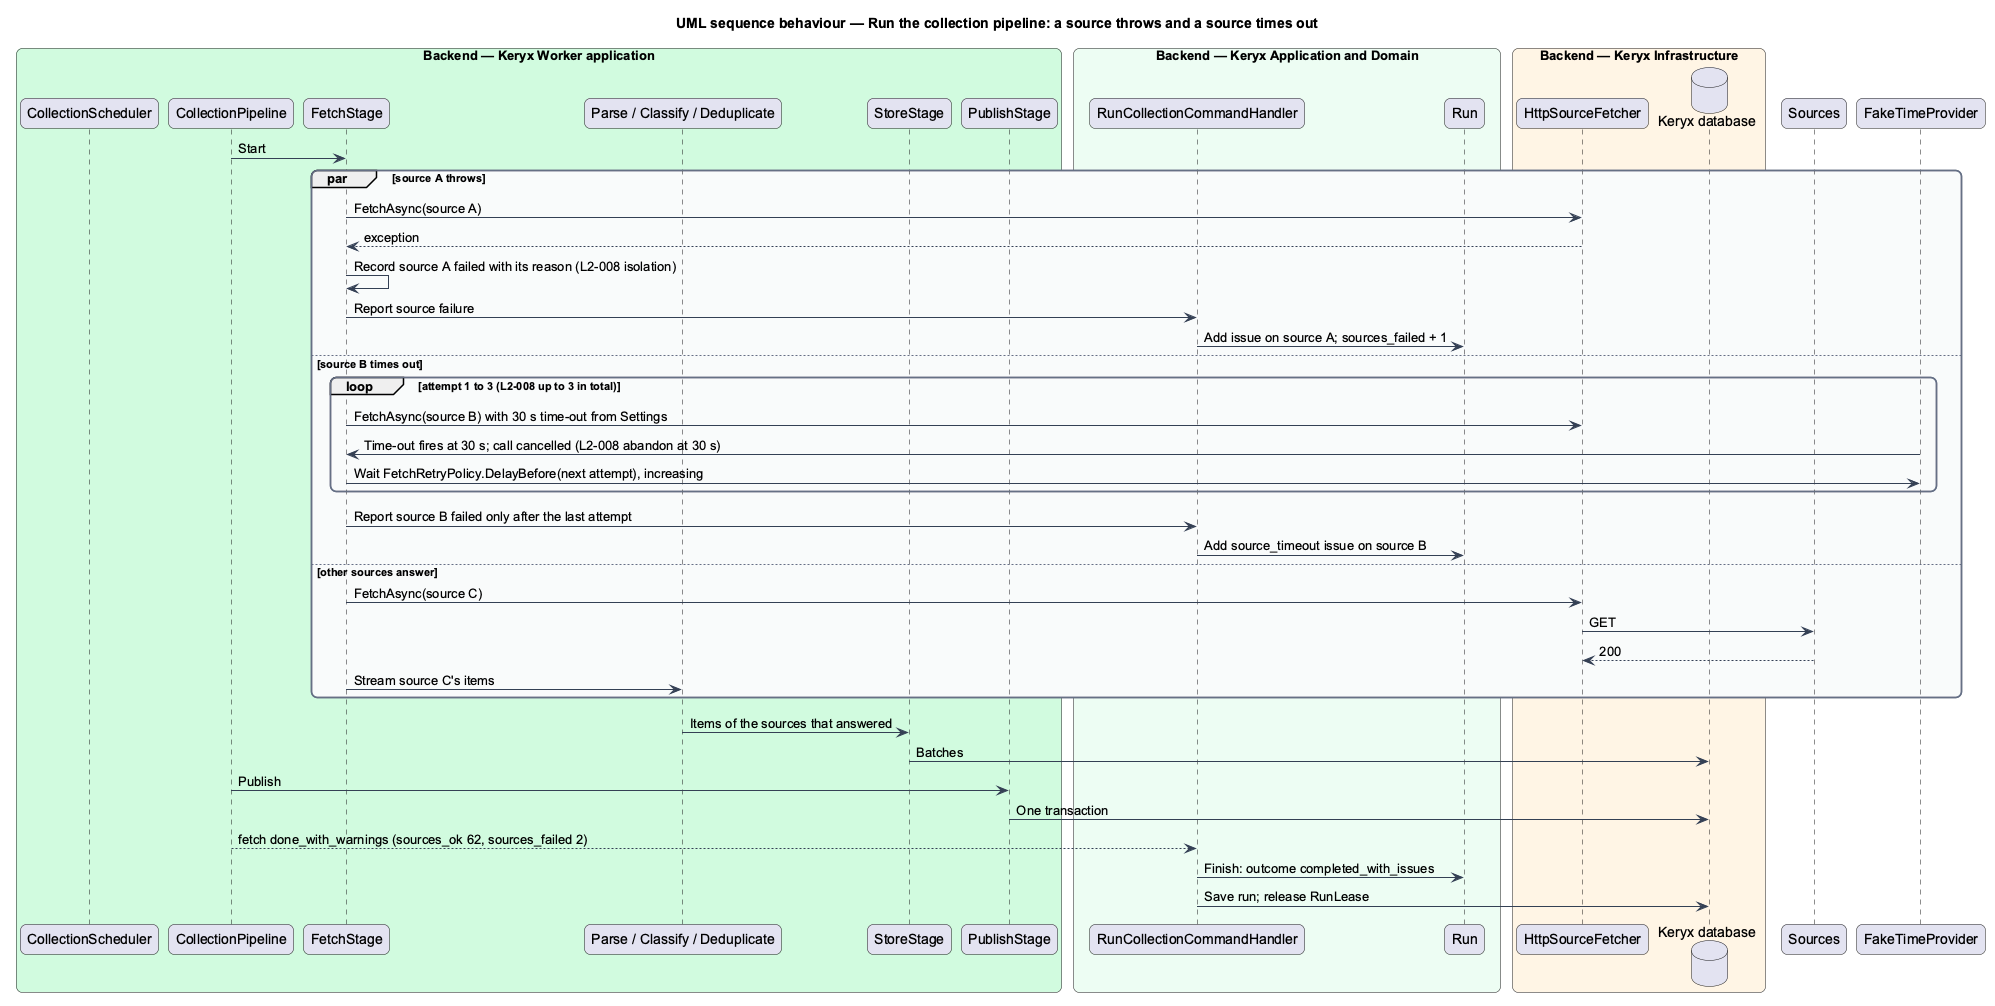 UML sequence behaviour — Run the collection pipeline: a source throws and a source times out
Backend — Keryx Worker application
Backend — Keryx Application and Domain
Backend — Keryx Infrastructure
CollectionScheduler
CollectionPipeline
FetchStage
Parse / Classify / Deduplicate
StoreStage
PublishStage
RunCollectionCommandHandler
Run
HttpSourceFetcher
Keryx database
Sources
FakeTimeProvider
Start
par
[source A throws]
FetchAsync(source A)
exception
Record source A failed with its reason (L2-008 isolation)
Report source failure
Add issue on source A; sources_failed + 1
[source B times out]
loop
[attempt 1 to 3 (L2-008 up to 3 in total)]
FetchAsync(source B) with 30 s time-out from Settings
Time-out fires at 30 s; call cancelled (L2-008 abandon at 30 s)
Wait FetchRetryPolicy.DelayBefore(next attempt), increasing
Report source B failed only after the last attempt
Add source_timeout issue on source B
[other sources answer]
FetchAsync(source C)
GET
200
Stream source C's items
Items of the sources that answered
Batches
Publish
One transaction
fetch done_with_warnings (sources_ok 62, sources_failed 2)
Finish: outcome completed_with_issues
Save run; release RunLease
CollectionScheduler
CollectionPipeline
FetchStage
Parse / Classify / Deduplicate
StoreStage
PublishStage
RunCollectionCommandHandler
Run
HttpSourceFetcher
Keryx database
Sources
FakeTimeProvider